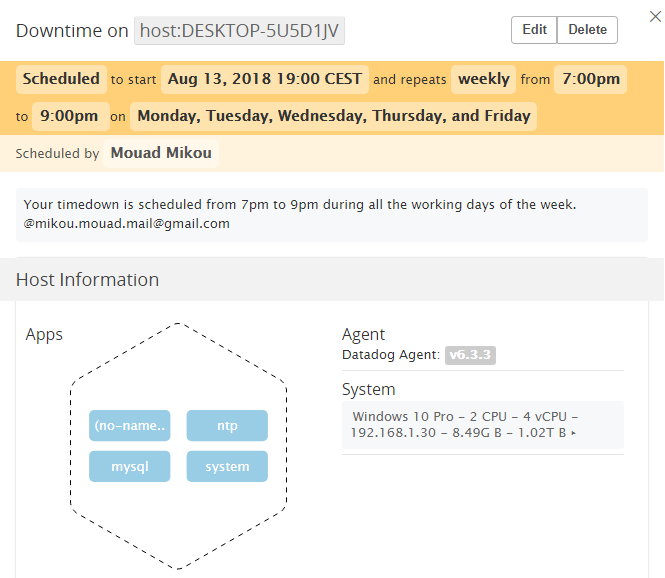 Downtime on host:DESKTOP-5U5D1JV
Edit Delete
Scheduled to start Aug 13, 2018 19:00 CEST and repeats weekly from 7:00pm
to 9:00pm on Monday, Tuesday, Wednesday, Thursday, and Friday
Scheduled by Mouad Mikou
Your timedown is scheduled from 7pm to 9pm during all the working days of the week.
@mikou.mouad.mail@gmail.com
Host Information
Apps
(no-name..
ntp
mysql
system
Agent
Datadog Agent: v6.3.3
System
Windows 10 Pro - 2 CPU - 4 vCPU -
192.168.1.30 - 8.49G B - 1.02T B ▸